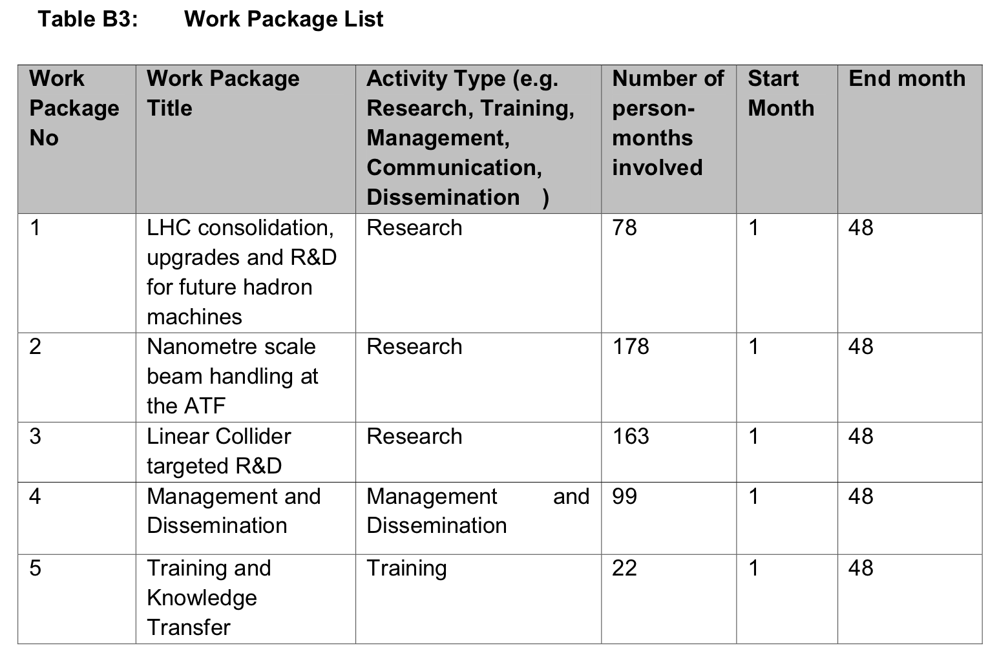 Table B3: Work Package List
Work
Package
No
Work Package
Title
Activity Type (e.g.
Research, Training,
Management,
Communication,
Dissemination )
Number of
person-
months
involved
Start
Month
End month
1
LHC consolidation,
upgrades and R&D
for future hadron
machines
Research
78
1
48
2
Nanometre scale
beam handling at
the ATF
Research
178
1
48
3
Linear Collider
targeted R&D
Research
163
1
48
4
Management and
Dissemination
Management and
Dissemination
99
1
48
5
Training and
Knowledge
Transfer
Training
22
1
48